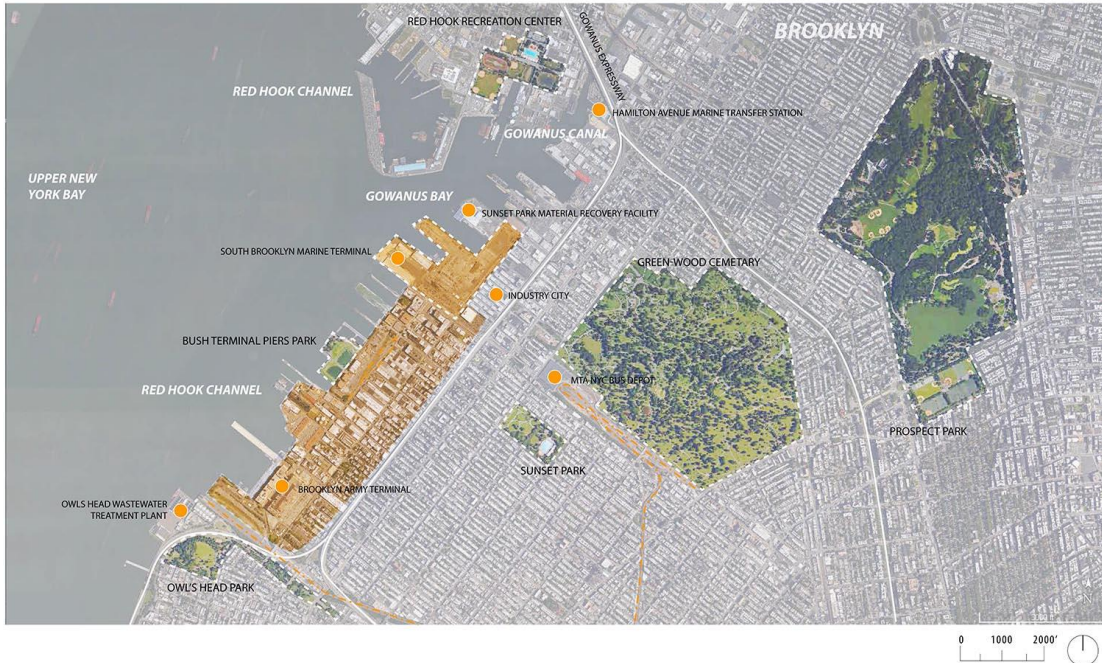 RED HOOK RECREATION CENTER
GOWANUS EXPRESSWAY
BROOKLYN
RED HOOK CHANNEL
HAMILTON AVENUE MARINE TRANSFER STATION
GOWANUS CANAL
UPPER NEW
YORK BAY
GOWANUS BAY
SUNSET PARK MATERIAL RECOVERY FACILITY
SOUTH BROOKLYN MARINE TERMINAL
GREEN-WOOD CEMETARY
INDUSTRY CITY
BUSH TERMINAL PIERS PARK
MTA NYC BUS DEPOT
RED HOOK CHANNEL
PROSPECT PARK
SUNSET PARK
BROOKLYN ARMY TERMINAL
OWLS HEAD WASTEWATER
TREATMENT PLANT
OWL'S HEAD PARK
N
0 1000 2000'